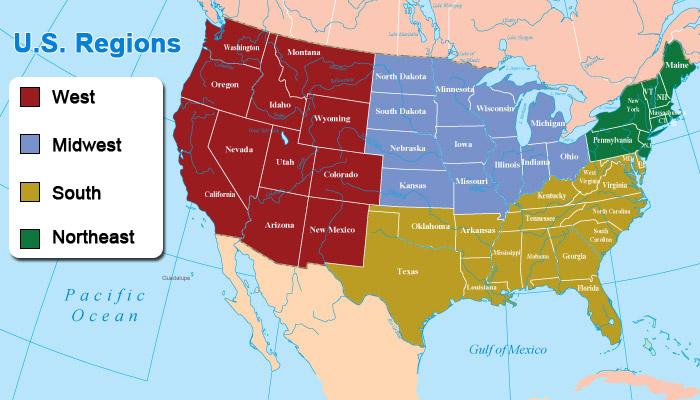 U.S. Regions
West
Midwest
South
Northeast
Washington
Montana
Oregon
Idaho
Wyoming
Nevada
Utah
Colorado
California
Arizona
New Mexico
North Dakota
Minnesota
South Dakota
Wisconsin
Michigan
Nebraska
Iowa
Kansas
Missouri
Illinois
Indiana
Ohio
Maine
VT
NH
New
York
Massachusetts
CT
Pennsylvania
NJ
West
Virginia
Virginia
Kentucky
Tennessee
North Carolina
South
Carolina
Oklahoma
Arkansas
Texas
Mississippi
Alabama
Georgia
Louisiana
Florida
Guadalupe
Pacific
Ocean
Gulf of Mexico